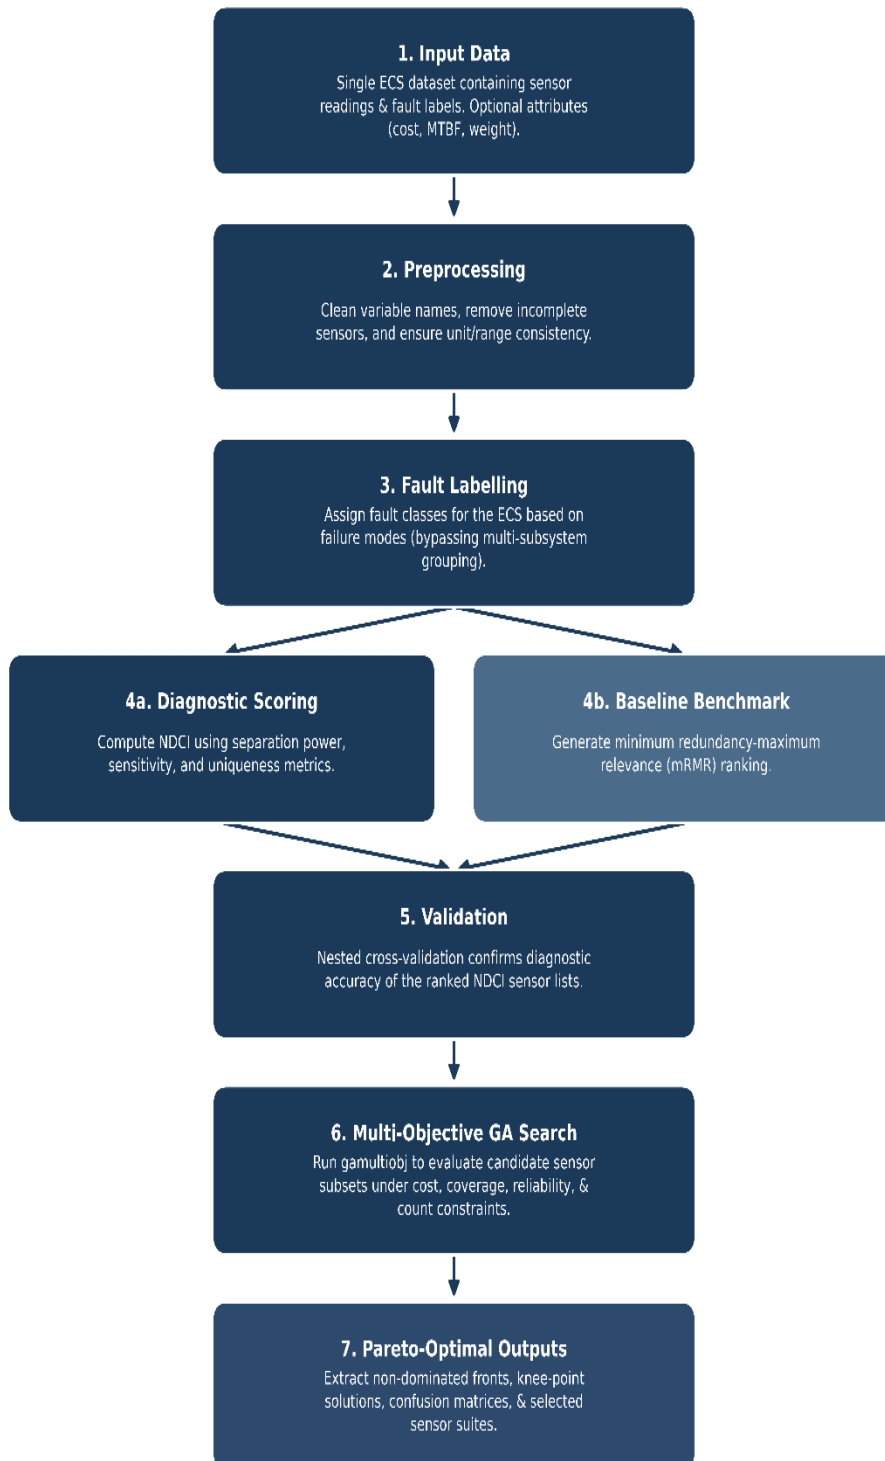 1. Input Data
Single ECS dataset containing sensor
readings & fault labels. Optional attributes
(cost, MTBF, weight).
2. Preprocessing
Clean variable names, remove incomplete
sensors, and ensure unit/range consistency.
3. Fault Labelling
Assign fault classes for the ECS based on
failure modes (bypassing multi-subsystem
grouping).
4a. Diagnostic Scoring
Compute NDCI using separation power,
sensitivity, and uniqueness metrics.
4b. Baseline Benchmark
Generate minimum redundancy-maximum
relevance (mRMR) ranking.
5. Validation
Nested cross-validation confirms diagnostic
accuracy of the ranked NDCI sensor lists.
6. Multi-Objective GA Search
Run gamultiobj to evaluate candidate sensor
subsets under cost, coverage, reliability, &
count constraints.
7. Pareto-Optimal Outputs
Extract non-dominated fronts, knee-point
solutions, confusion matrices, & selected
sensor suites.